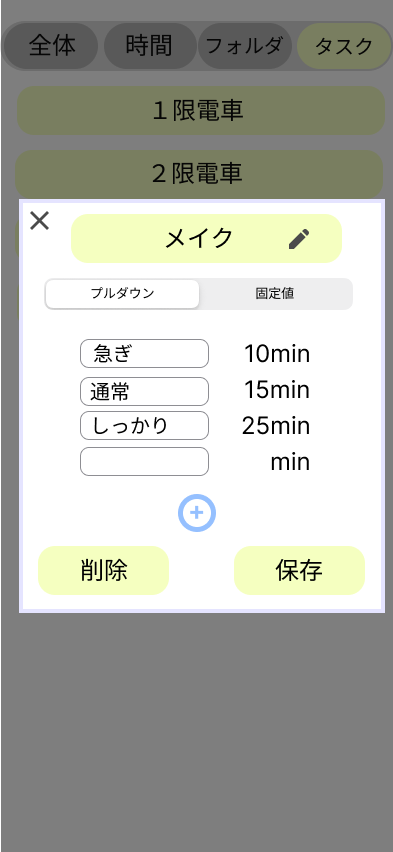 全体 時間 フォルダ タスク
１限電車
２限電車
メイク
プルダウン 固定値
急ぎ 10min
通常 15min
しっかり 25min
min
削除 保存